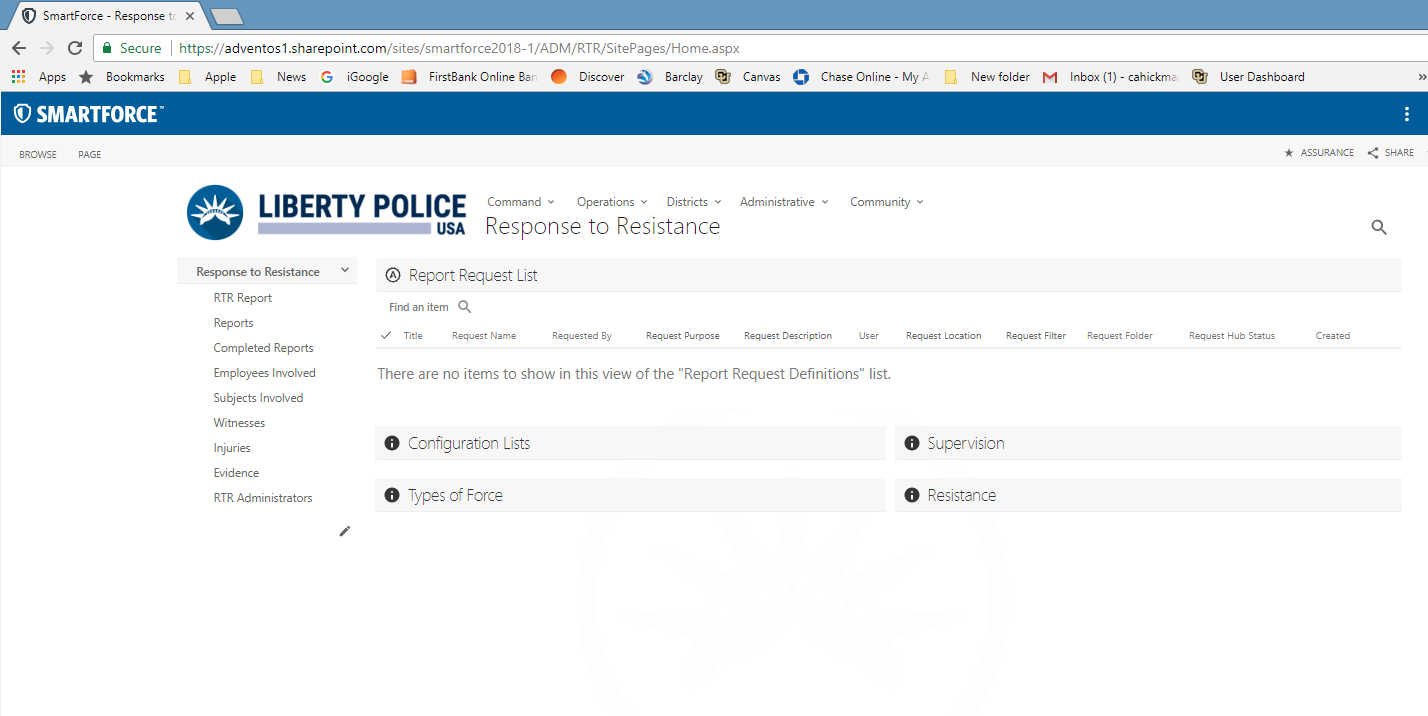 SmartForce - Response to
Secure https://adventos1.sharepoint.com/sites/smartforce2018-1/ADM/RTR/SitePages/Home.aspx
Apps Bookmarks Apple News iGoogle FirstBank Online Ban Discover Barclay Canvas Chase Online - My A New folder Inbox (1) - cahickma User Dashboard »
SMARTFORCE™
BROWSE PAGE ASSURANCE SHARE
LIBERTY POLICE
USA
Command Operations Districts Administrative Community
Response to Resistance
Response to Resistance
RTR Report
Reports
Completed Reports
Employees Involved
Subjects Involved
Witnesses
Injuries
Evidence
RTR Administrators
A Report Request List
Find an item
Title Request Name Requested By Request Purpose Request Description User Request Location Request Filter Request Folder Request Hub Status Created
There are no items to show in this view of the "Report Request Definitions" list.
Configuration Lists Supervision
Types of Force Resistance